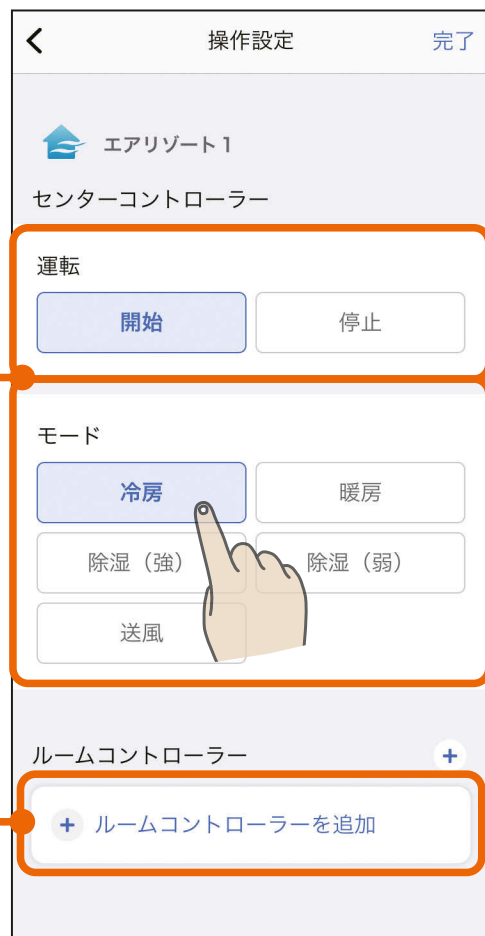 操作設定 完了
エアリゾート1
センターコントローラー
運転
開始 停止
モード
冷房 暖房
除湿（強） 除湿（弱）
送風
ルームコントローラー +
+ ルームコントローラーを追加